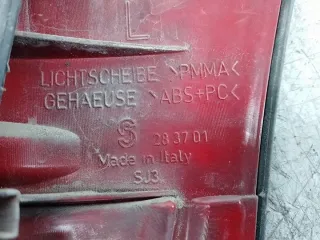 L
LICHTSCHEIBE >PMMA<
GEHAEUSE >ABS+PC<
S 28 37 01
Made in Italy
SJ3